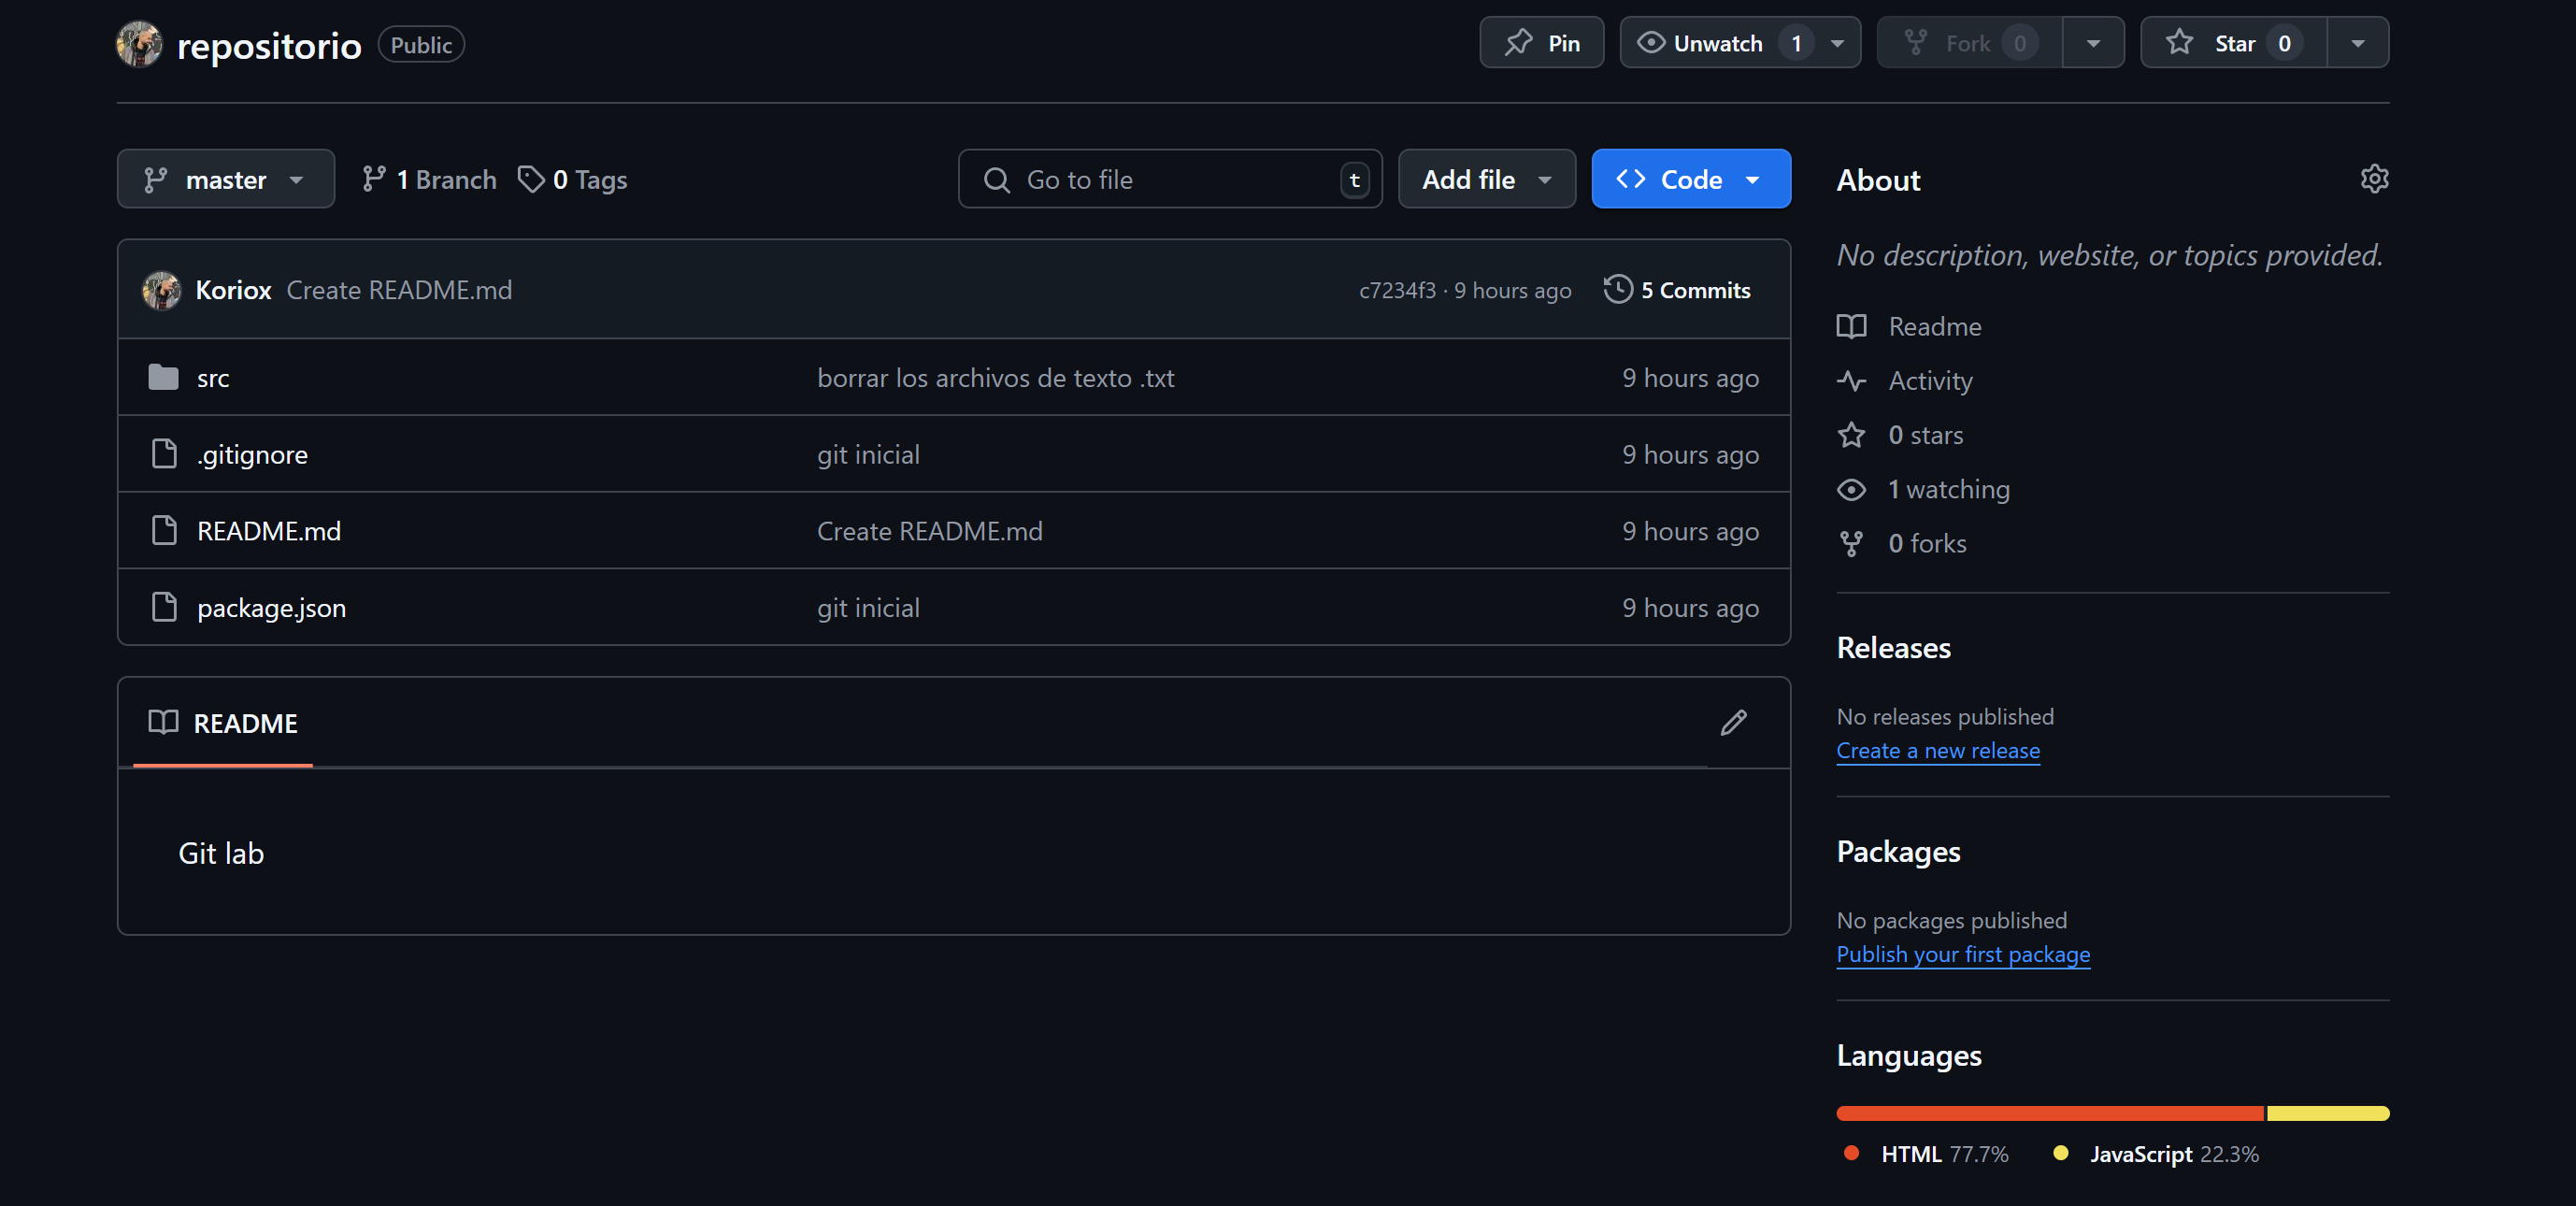 repositorio Public
Pin
Unwatch 1
Fork 0
Star 0
master
1 Branch
0 Tags
Go to file t
Add file
Code
Koriox Create README.md
c7234f3 · 9 hours ago
5 Commits
src borrar los archivos de texto .txt 9 hours ago
.gitignore git inicial 9 hours ago
README.md Create README.md 9 hours ago
package.json git inicial 9 hours ago
README
Git lab
About
No description, website, or topics provided.
Readme
Activity
0 stars
1 watching
0 forks
Releases
No releases published
Create a new release
Packages
No packages published
Publish your first package
Languages
HTML 77.7% JavaScript 22.3%